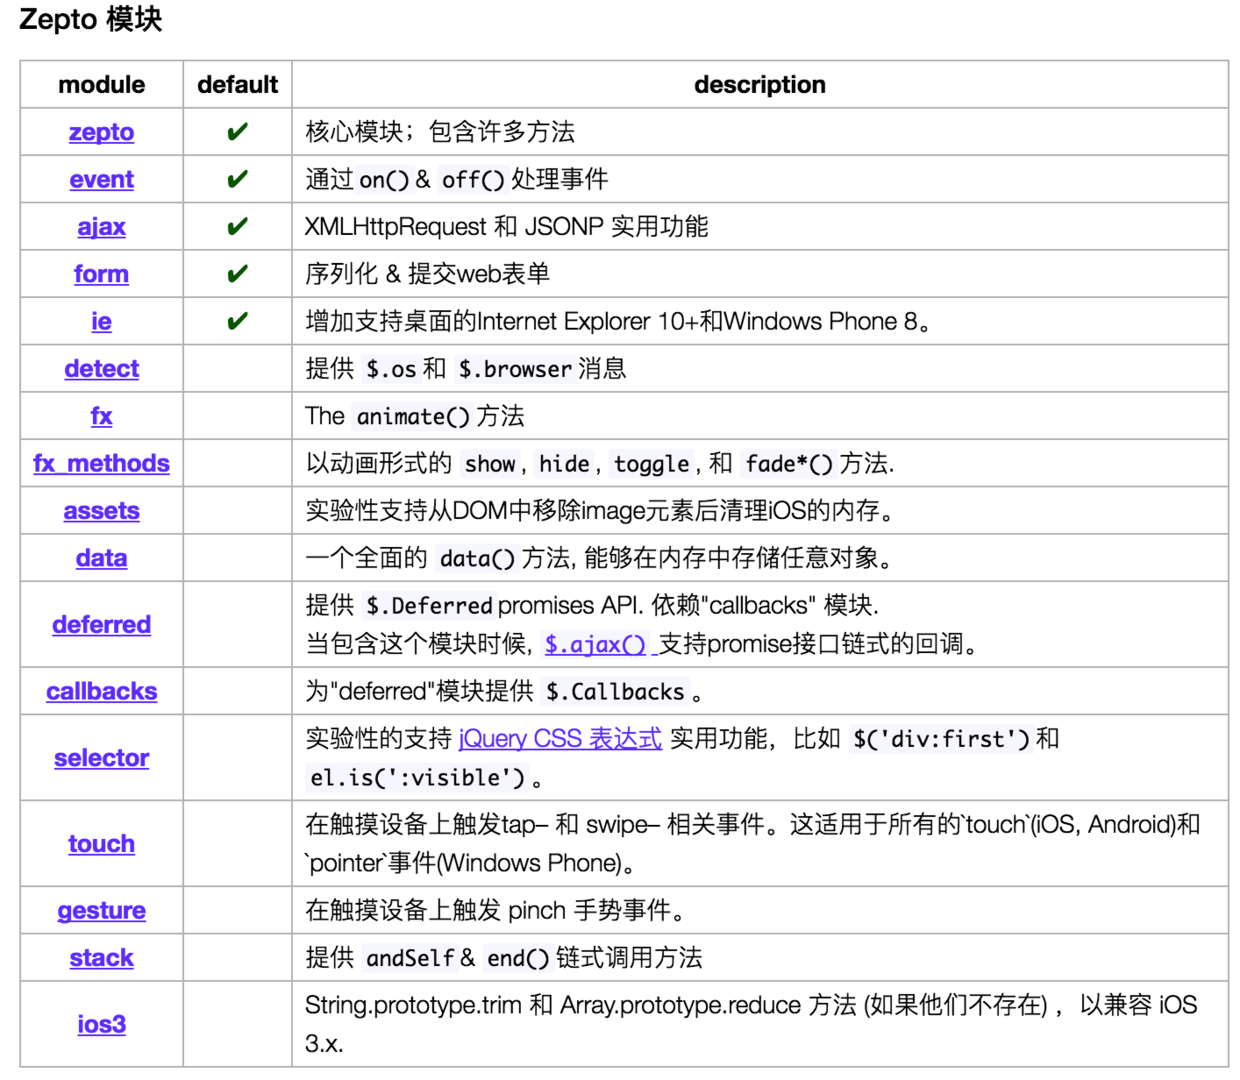 Zepto 模块
module default description
zepto ✔ 核心模块；包含许多方法
event ✔ 通过 on() & off() 处理事件
ajax ✔ XMLHttpRequest 和 JSONP 实用功能
form ✔ 序列化 & 提交web表单
ie ✔ 增加支持桌面的Internet Explorer 10+和Windows Phone 8。
detect 提供 $.os 和 $.browser 消息
fx The animate() 方法
fx_methods 以动画形式的 show, hide, toggle, 和 fade*() 方法.
assets 实验性支持从DOM中移除image元素后清理iOS的内存。
data 一个全面的 data() 方法, 能够在内存中存储任意对象。
deferred 提供 $.Deferred promises API. 依赖"callbacks" 模块.
当包含这个模块时候, $.ajax() 支持promise接口链式的回调。
callbacks 为"deferred"模块提供 $.Callbacks 。
selector 实验性的支持 jQuery CSS 表达式 实用功能，比如 $('div:first') 和
el.is(':visible') 。
touch 在触摸设备上触发tap– 和 swipe– 相关事件。这适用于所有的`touch`(iOS, Android)和
`pointer`事件(Windows Phone)。
gesture 在触摸设备上触发 pinch 手势事件。
stack 提供 andSelf & end() 链式调用方法
ios3 String.prototype.trim 和 Array.prototype.reduce 方法 (如果他们不存在) ，以兼容 iOS
3.x.